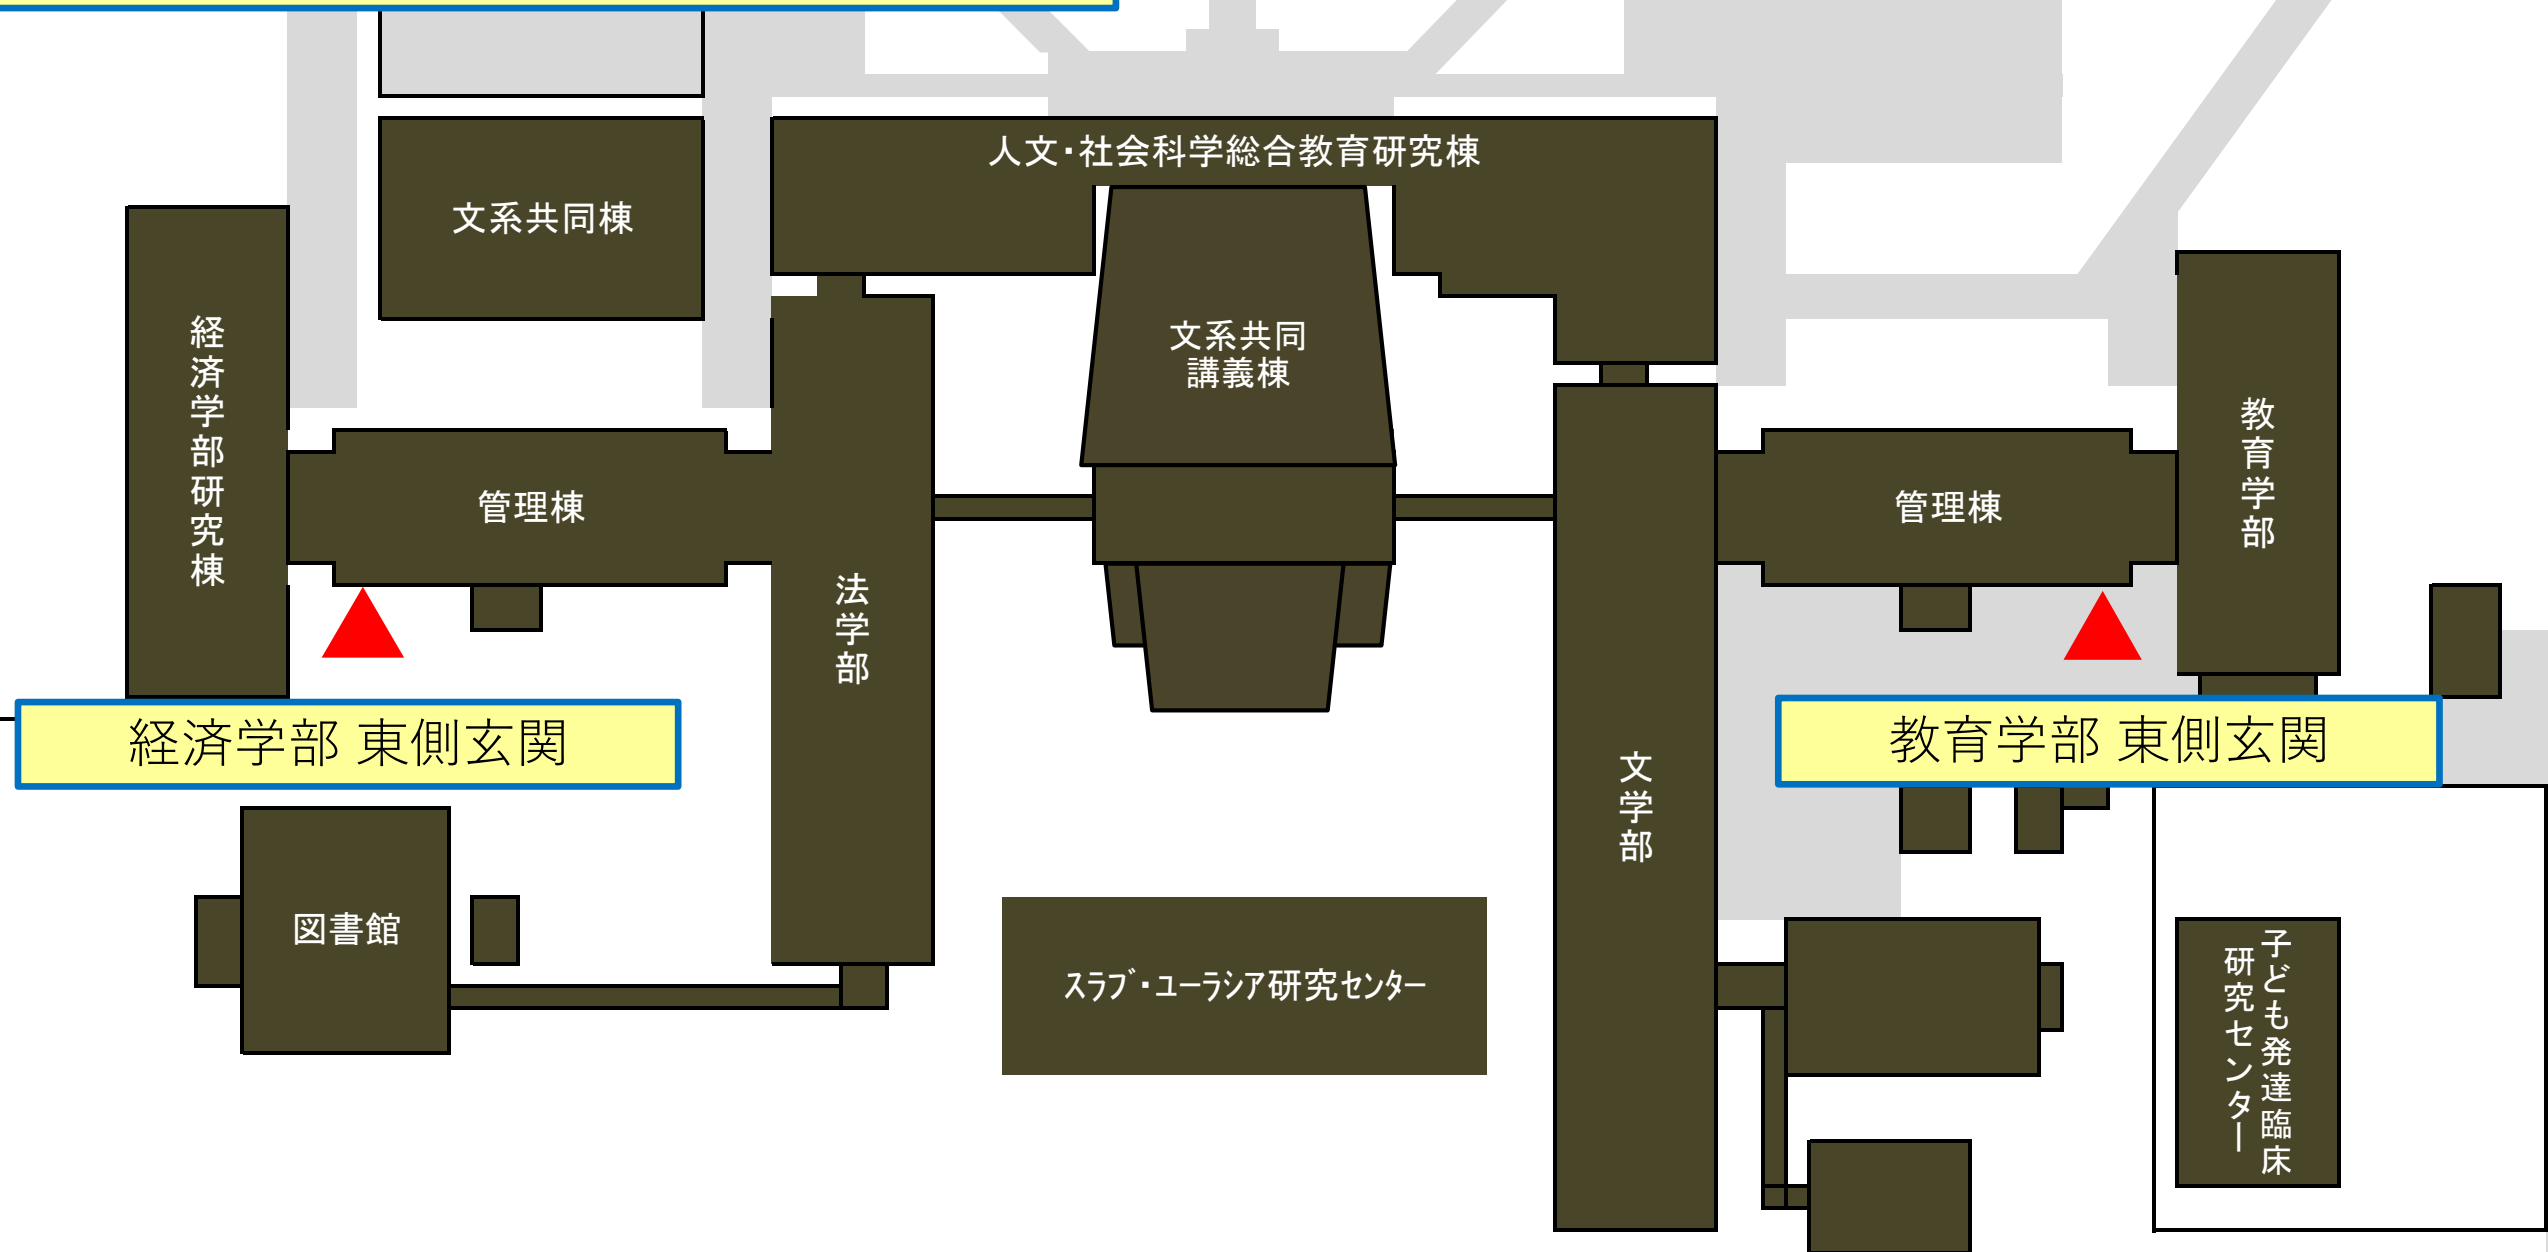 人文・社会科学総合教育研究棟
文系共同棟
経済学部研究棟
文系共同
講義棟
教育学部
管理棟
管理棟
法学部
経済学部 東側玄関
教育学部 東側玄関
文学部
図書館
スラブ・ユーラシア研究センター
子ども発達臨床
研究センター